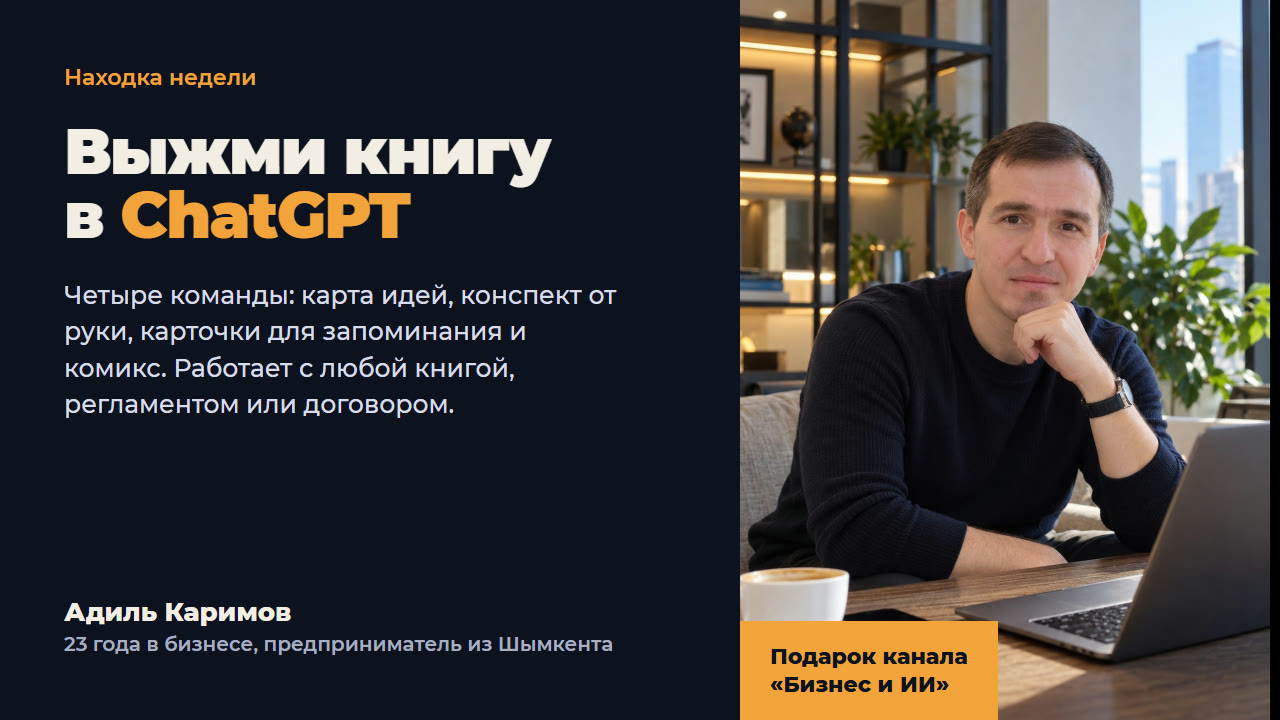 Находка недели
Выжми книгу
в ChatGPT
Четыре команды: карта идей, конспект от
руки, карточки для запоминания и
комикс. Работает с любой книгой,
регламентом или договором.
Адиль Каримов
23 года в бизнесе, предприниматель из Шымкента
Подарок канала
«Бизнес и ИИ»